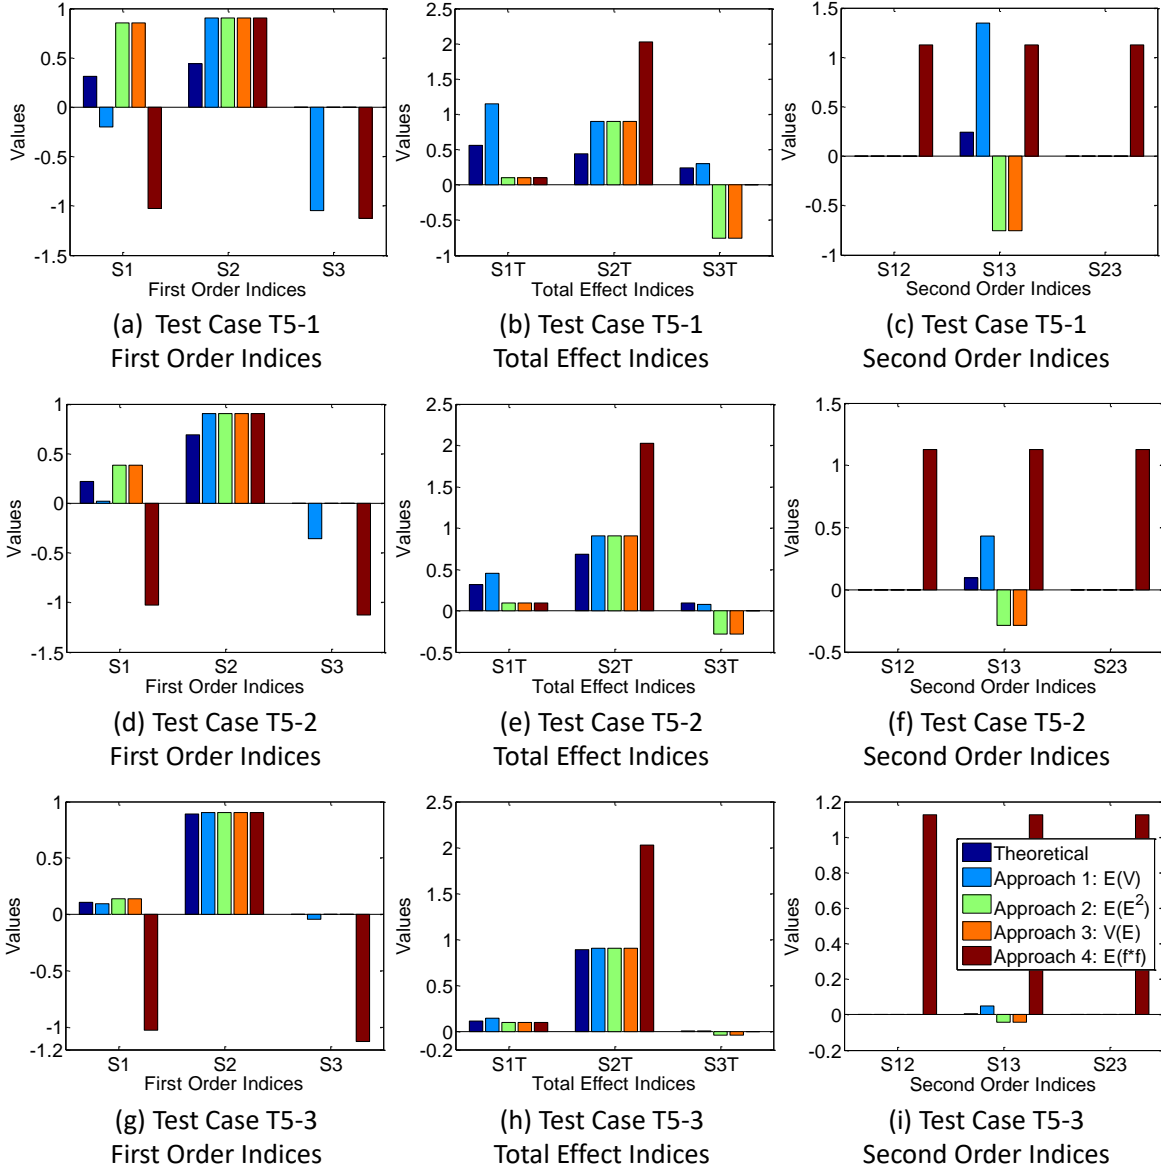 1
0.5
0
-0.5
-1
-1.5
Values
S1 S2 S3
First Order Indices
(a) Test Case T5-1
First Order Indices
2.5
2
1.5
1
0.5
0
-0.5
-1
Values
S1T S2T S3T
Total Effect Indices
(b) Test Case T5-1
Total Effect Indices
1.5
1
0.5
0
-0.5
-1
Values
S12 S13 S23
Second Order Indices
(c) Test Case T5-1
Second Order Indices
1
0.5
0
-0.5
-1
-1.5
Values
S1 S2 S3
First Order Indices
(d) Test Case T5-2
First Order Indices
2.5
2
1.5
1
0.5
0
-0.5
Values
S1T S2T S3T
Total Effect Indices
(e) Test Case T5-2
Total Effect Indices
1.5
1
0.5
0
-0.5
Values
S12 S13 S23
Second Order Indices
(f) Test Case T5-2
Second Order Indices
1
0.5
0
-0.5
-1
-1.2
Values
S1 S2 S3
First Order Indices
(g) Test Case T5-3
First Order Indices
2.5
2
1.5
1
0.5
0
-0.2
Values
S1T S2T S3T
Total Effect Indices
(h) Test Case T5-3
Total Effect Indices
1.2
1
0.8
0.6
0.4
0.2
0
-0.2
Values
Theoretical
Approach 1: E(V)
Approach 2: E(E²)
Approach 3: V(E)
Approach 4: E(f*f)
S12 S13 S23
Second Order Indices
(i) Test Case T5-3
Second Order Indices